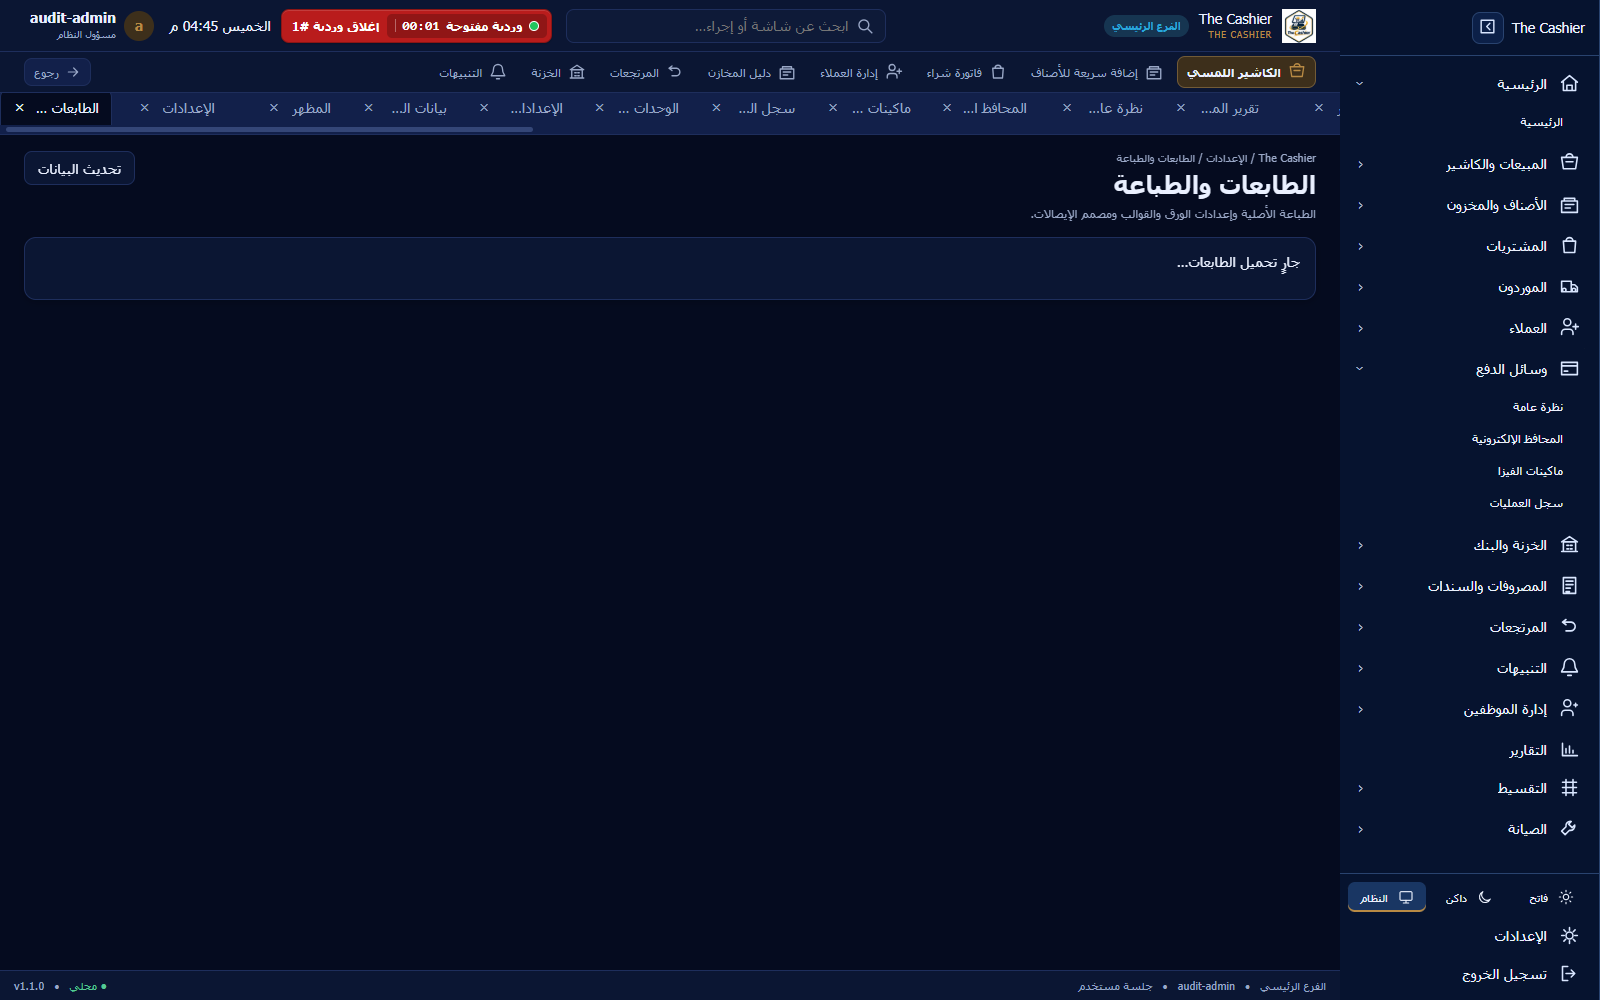 The Cashier
الرئيسية
الرئيسية
المبيعات والكاشير
الأصناف والمخزون
المشتريات
الموردون
العملاء
وسائل الدفع
نظرة عامة
المحافظ الإلكترونية
ماكينات الفيزا
سجل العمليات
الخزنة والبنك
المصروفات والسندات
المرتجعات
التنبيهات
إدارة الموظفين
التقارير
التقسيط
الصيانة
فاتح
داكن
النظام
الإعدادات
تسجيل الخروج
The Cashier
THE CASHIER
الفرع الرئيسي
ابحث عن شاشة أو إجراء...
وردية مفتوحة 00:01
إغلاق وردية #1
الخميس 04:45 م
a
audit-admin
مسؤول النظام
الكاشير اللمسي
إضافة سريعة للأصناف
فاتورة شراء
إدارة العملاء
دليل المخازن
المرتجعات
الخزنة
التنبيهات
رجوع
تقرير المـ...
نظرة عا...
المحافظ ا...
ماكينات ...
سجل الـ...
الوحدات ...
الإعدادا...
بيانات الـ...
المظهر
الإعدادات
الطابعات ...
The Cashier / الإعدادات / الطابعات والطباعة
الطابعات والطباعة
الطباعة الأصلية وإعدادات الورق والقوالب ومصمم الإيصالات.
تحديث البيانات
جارٍ تحميل الطابعات...
الفرع الرئيسي • audit-admin • جلسة مستخدم
محلي • v1.1.0